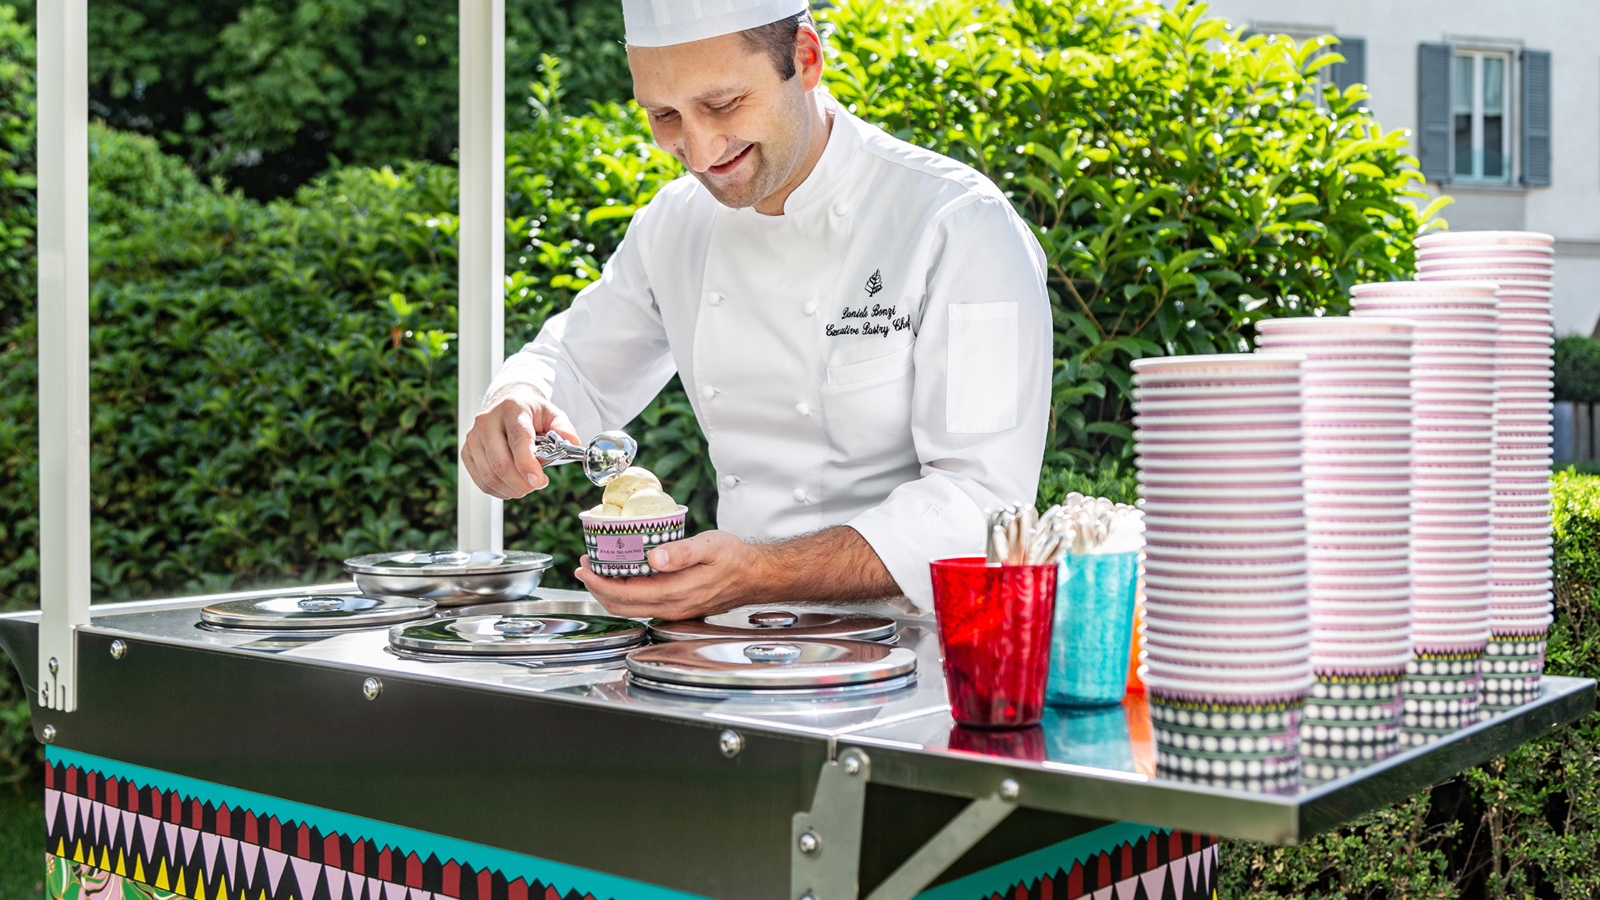 Daniele Bonzi
Executive Pastry Chef
FOUR SEASONS
DOUBLE J